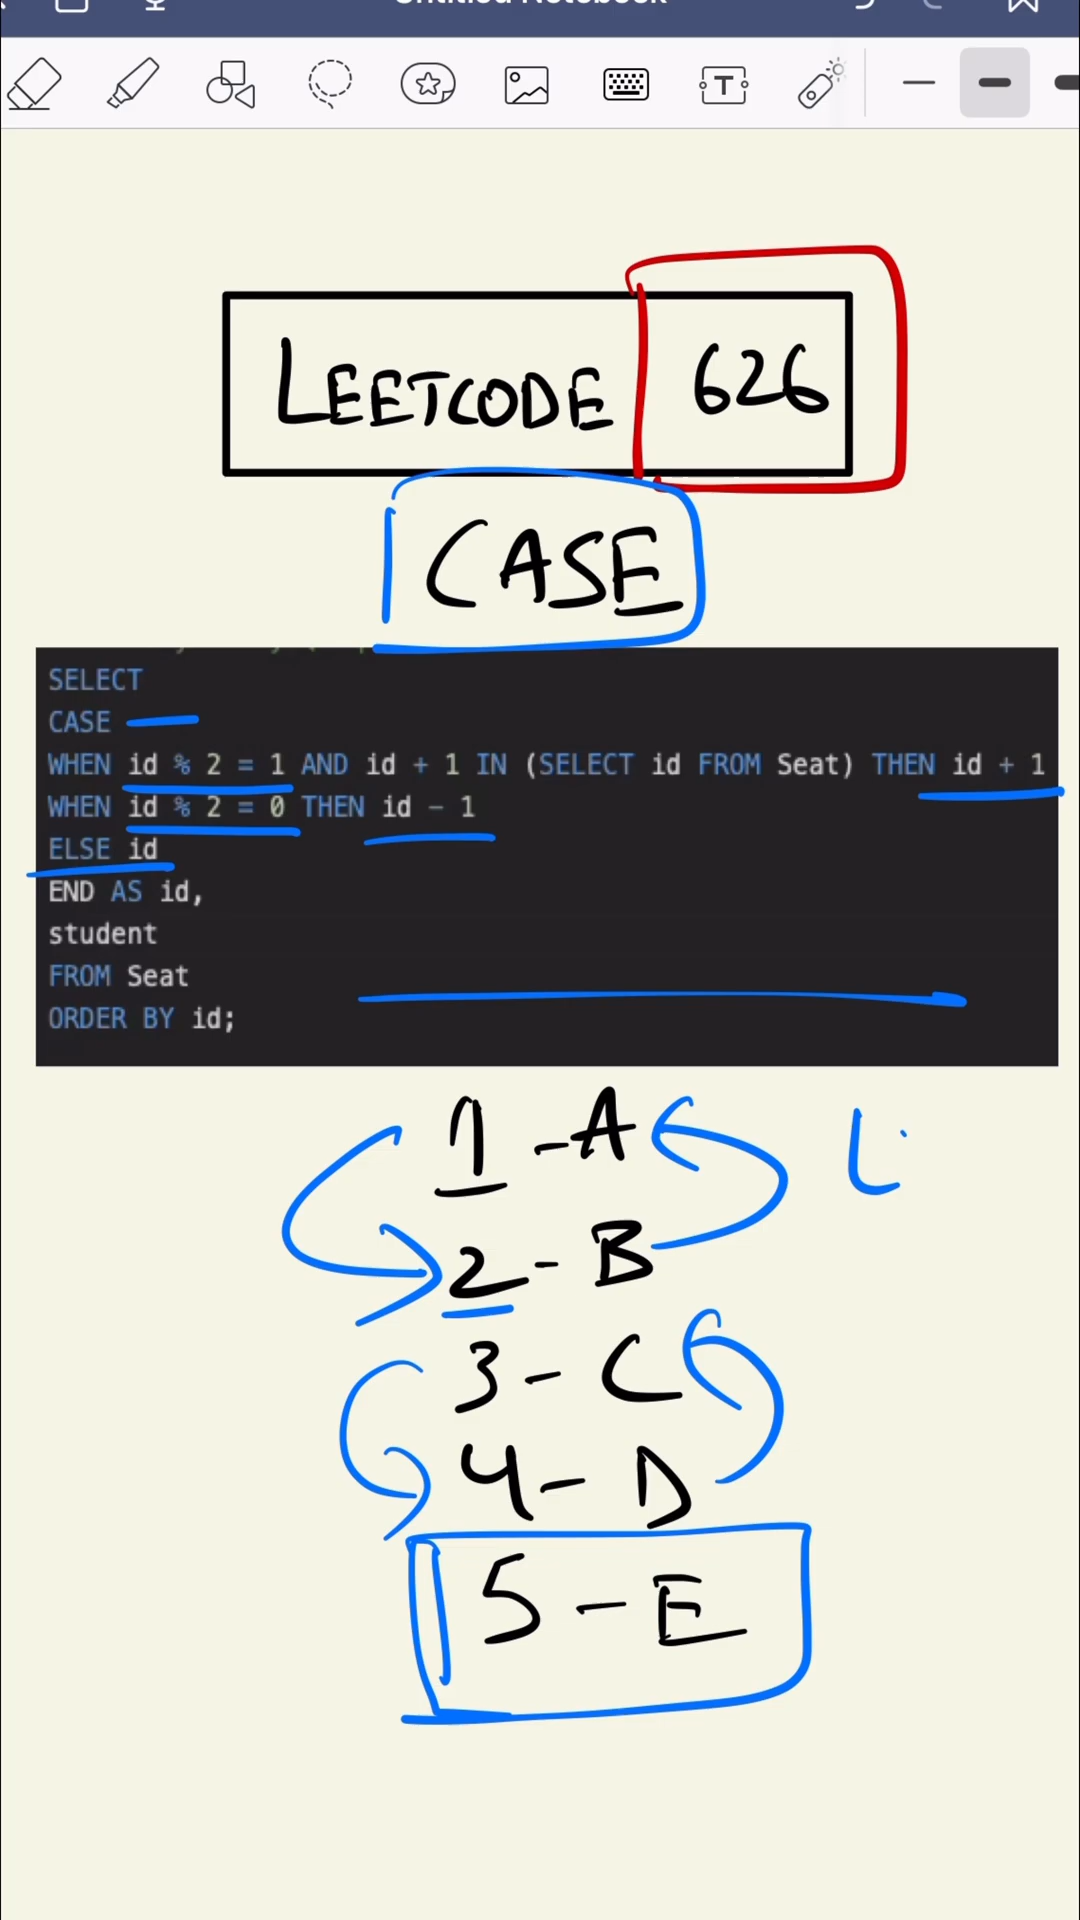 Untitled Notebook
T
LEETCODE 626
CASE
SELECT
CASE
WHEN id % 2 = 1 AND id + 1 IN (SELECT id FROM Seat) THEN id + 1
WHEN id % 2 = 0 THEN id - 1
ELSE id
END AS id,
student
FROM Seat
ORDER BY id;
1 - A
2 - B
3 - C
4 - D
5 - E